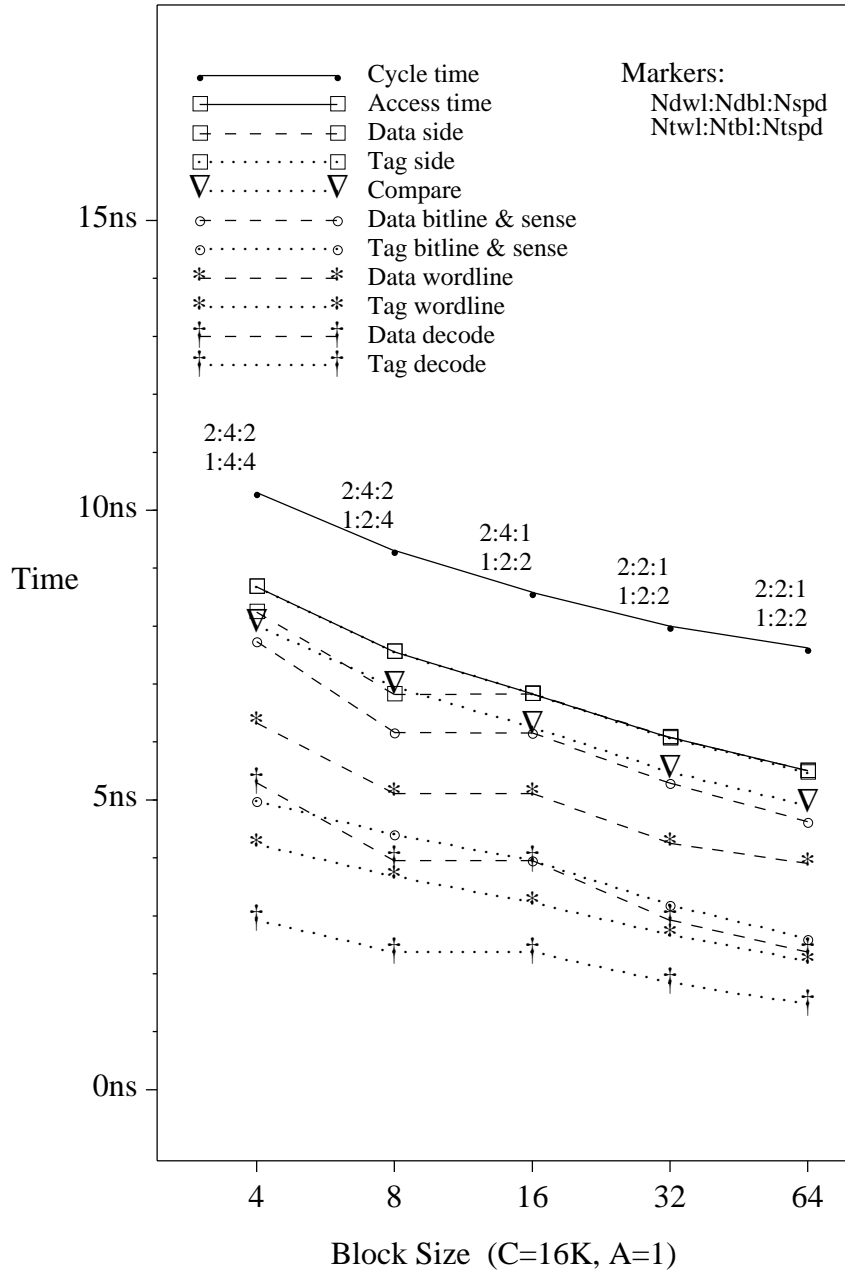 Cycle time
Access time
Data side
Tag side
Compare
Data bitline & sense
Tag bitline & sense
Data wordline
Tag wordline
Data decode
Tag decode
Markers:
Ndwl:Ndbl:Nspd
Ntwl:Ntbl:Ntspd
15ns
10ns
5ns
0ns
Time
2:4:2
1:4:4
2:4:2
1:2:4
2:4:1
1:2:2
2:2:1
1:2:2
2:2:1
1:2:2
4 8 16 32 64
Block Size (C=16K, A=1)